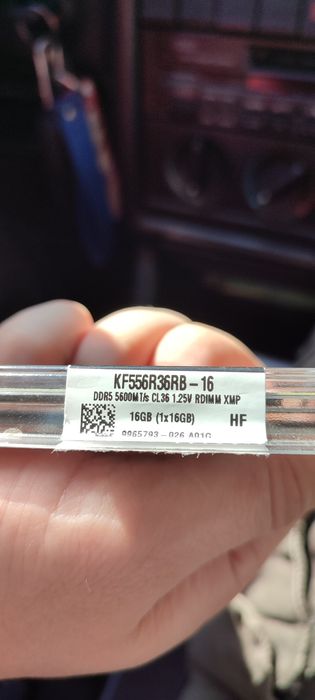 KF556R36RB-16
DDR5 5600MT/s CL36 1.25V RDIMM XMP
16GB (1x16GB)
HF
9965793-026.A01G